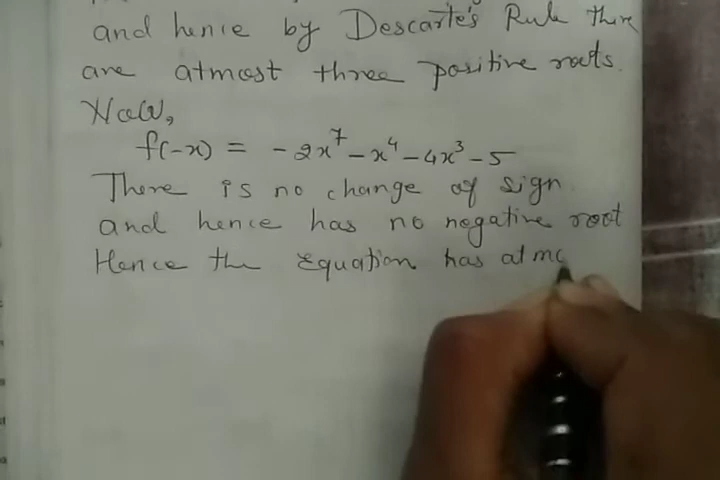 and hence by Descarte's Rule there
are atmost three positive roots.
Now,
f(-x) = -2x⁷ - x⁴ - 4x³ - 5
There is no change of sign
and hence has no negative root
Hence the Equation has atmo